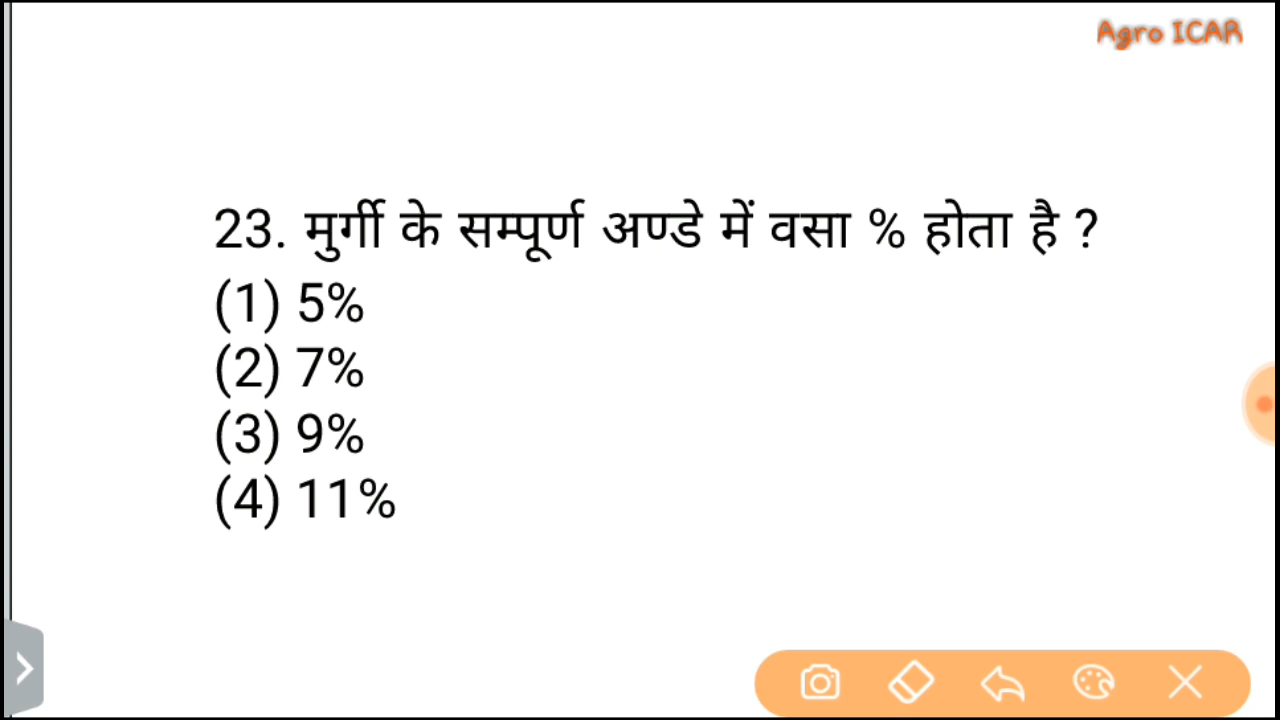 Agro ICAR
23. मुर्गी के सम्पूर्ण अण्डे में वसा % होता है ?
(1) 5%
(2) 7%
(3) 9%
(4) 11%